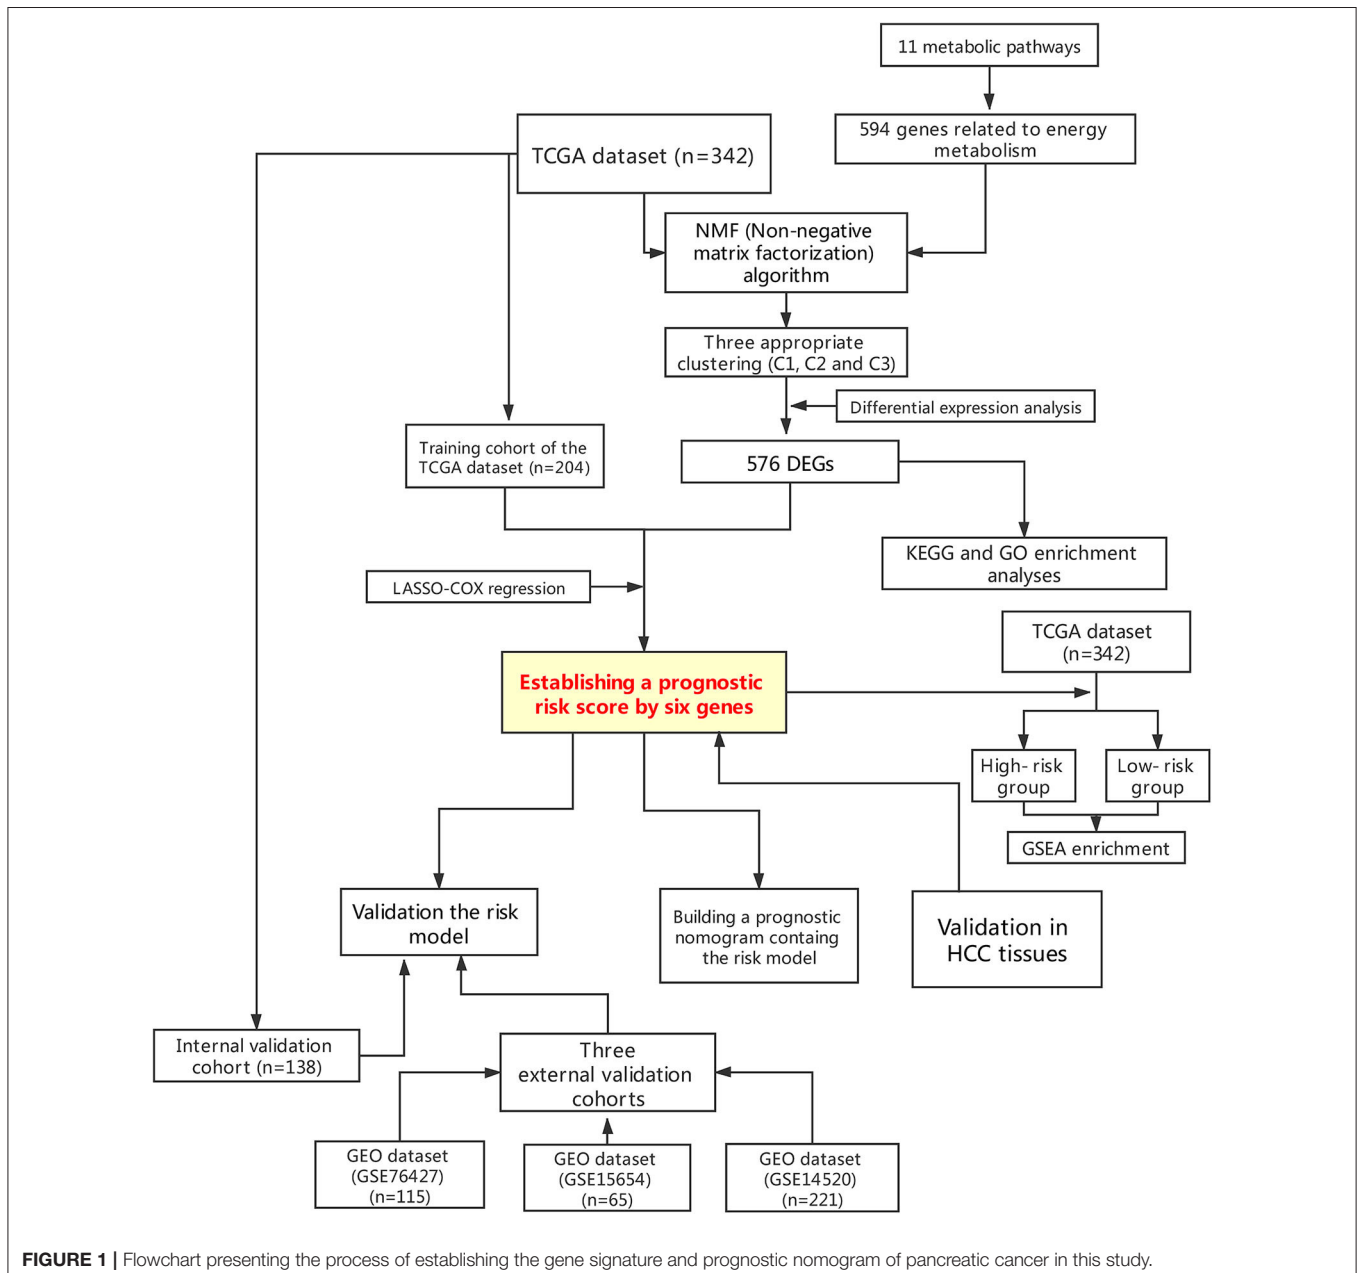 11 metabolic pathways
594 genes related to energy
metabolism
TCGA dataset (n=342)
NMF (Non-negative
matrix factorization)
algorithm
Three appropriate
clustering (C1, C2 and C3)
Differential expression analysis
Training cohort of the
TCGA dataset (n=204)
576 DEGs
KEGG and GO enrichment
analyses
LASSO-COX regression
TCGA dataset
(n=342)
Establishing a prognostic
risk score by six genes
High- risk
group
Low- risk
group
GSEA enrichment
Validation the risk
model
Building a prognostic
nomogram containg
the risk model
Validation in
HCC tissues
Internal validation
cohort (n=138)
Three
external validation
cohorts
GEO dataset
(GSE76427)
(n=115)
GEO dataset
(GSE15654)
(n=65)
GEO dataset
(GSE14520)
(n=221)
FIGURE 1 | Flowchart presenting the process of establishing the gene signature and prognostic nomogram of pancreatic cancer in this study.